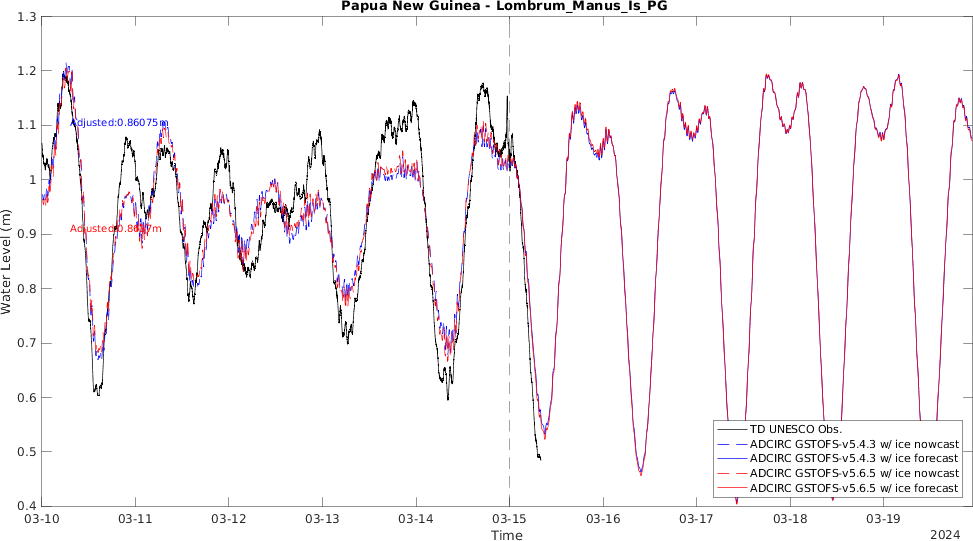 Papua New Guinea - Lombrum_Manus_Is_PG
1.3
1.2
1.1
1
0.9
0.8
0.7
0.6
0.5
0.4
Water Level (m)
Adjusted:0.86075m
TD UNESCO Obs.
ADCIRC GSTOFS-v5.4.3 w/ ice nowcast
ADCIRC GSTOFS-v5.4.3 w/ ice forecast
ADCIRC GSTOFS-v5.6.5 w/ ice nowcast
ADCIRC GSTOFS-v5.6.5 w/ ice forecast
03-10 03-11 03-12 03-13 03-14 03-15 03-16 03-17 03-18 03-19
Time
2024